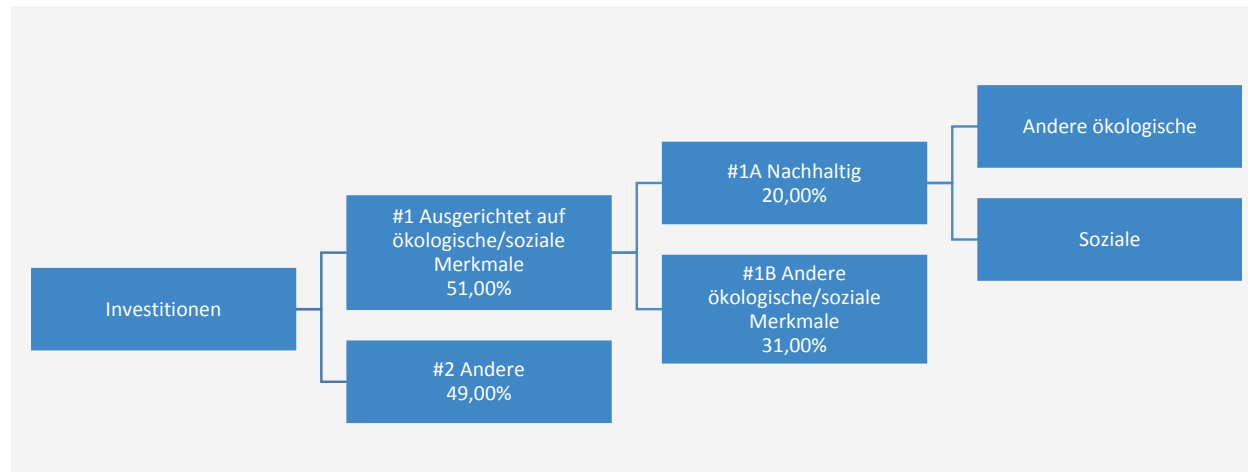 Investitionen
#1 Ausgerichtet auf
ökologische/soziale
Merkmale
51,00%
#2 Andere
49,00%
#1A Nachhaltig
20,00%
#1B Andere
ökologische/soziale
Merkmale
31,00%
Andere ökologische
Soziale